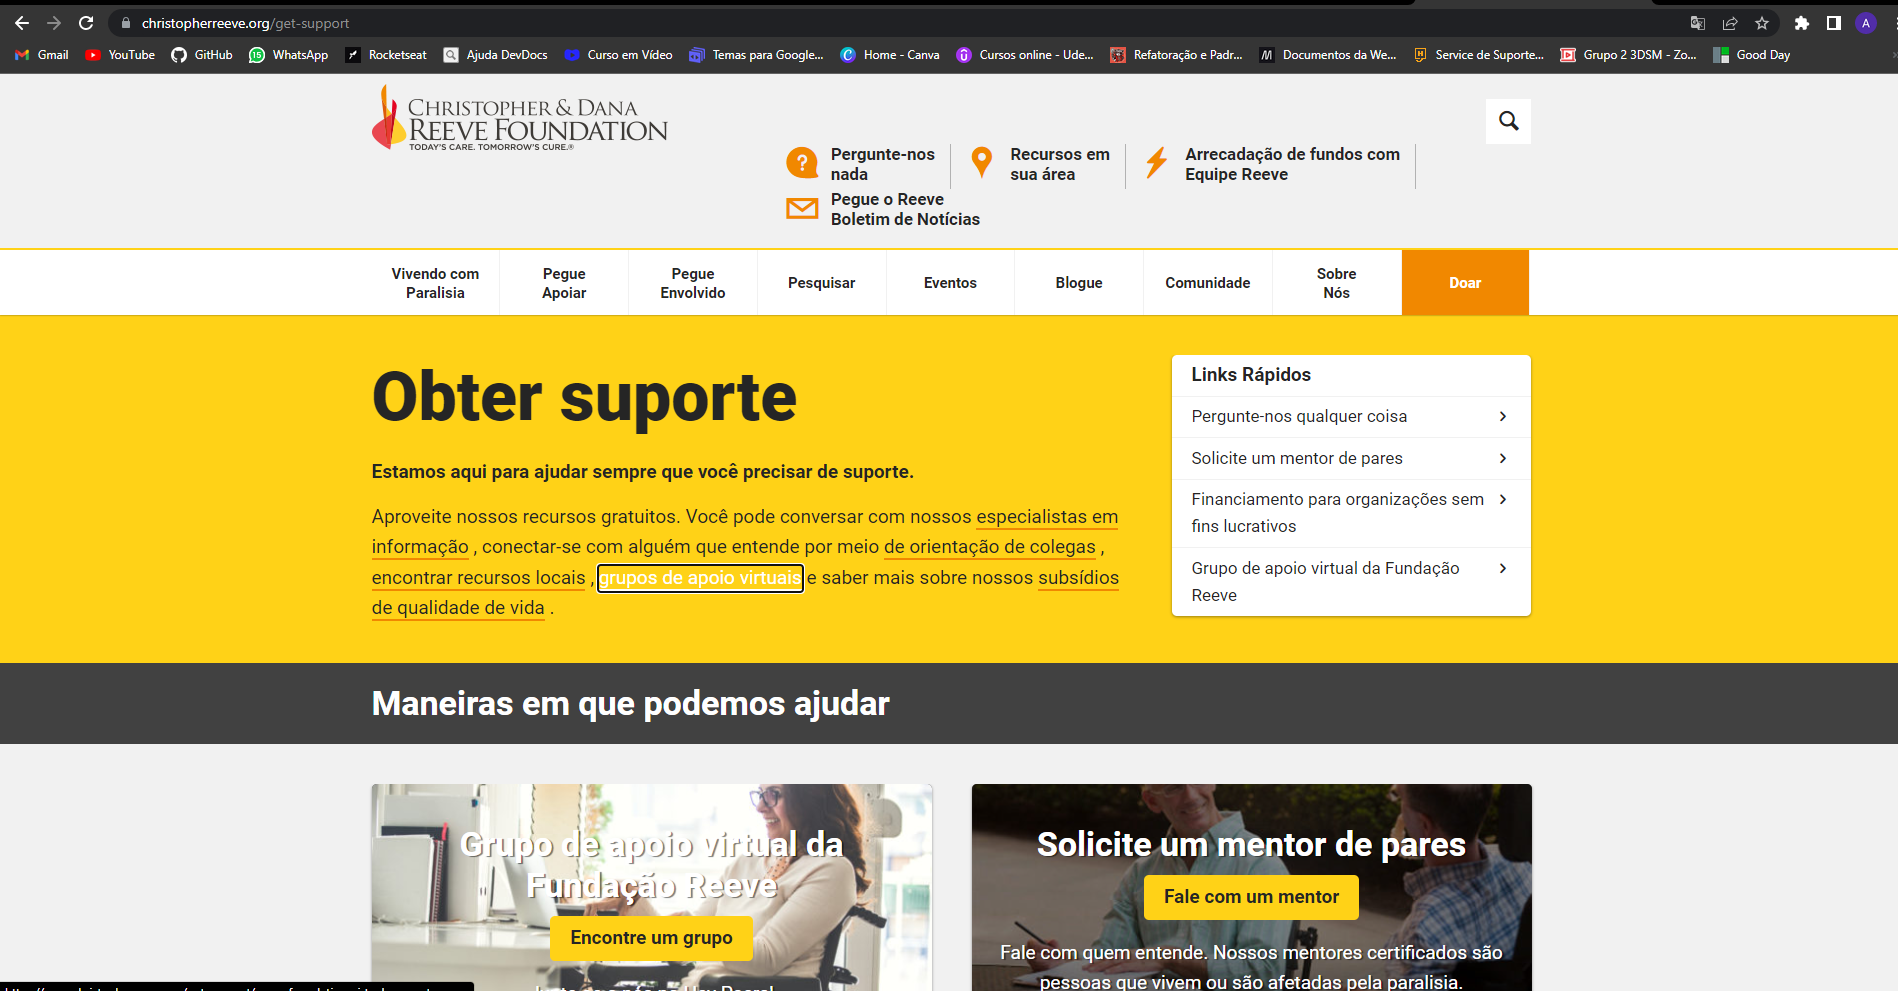 christopherreeve.org/get-support
A
Gmail
YouTube
GitHub
WhatsApp
Rocketseat
Ajuda DevDocs
Curso em Vídeo
Temas para Google...
Home - Canva
Cursos online - Ude...
Refatoração e Padr...
Documentos da We...
Service de Suporte...
Grupo 2 3DSM - Zo...
Good Day
CHRISTOPHER & DANA
REEVE FOUNDATION
TODAY'S CARE. TOMORROW'S CURE.®
Pergunte-nos
nada
Recursos em
sua área
Arrecadação de fundos com
Equipe Reeve
Pegue o Reeve
Boletim de Notícias
Vivendo com
Paralisia
Pegue
Apoiar
Pegue
Envolvido
Pesquisar
Eventos
Blogue
Comunidade
Sobre
Nós
Doar
Obter suporte
Estamos aqui para ajudar sempre que você precisar de suporte.
Aproveite nossos recursos gratuitos. Você pode conversar com nossos especialistas em
informação , conectar-se com alguém que entende por meio de orientação de colegas ,
encontrar recursos locais , grupos de apoio virtuais e saber mais sobre nossos subsídios
de qualidade de vida .
Links Rápidos
Pergunte-nos qualquer coisa
Solicite um mentor de pares
Financiamento para organizações sem
fins lucrativos
Grupo de apoio virtual da Fundação
Reeve
Maneiras em que podemos ajudar
Grupo de apoio virtual da
Fundação Reeve
Encontre um grupo
Solicite um mentor de pares
Fale com um mentor
Fale com quem entende. Nossos mentores certificados são
pessoas que vivem ou são afetadas pela paralisia.